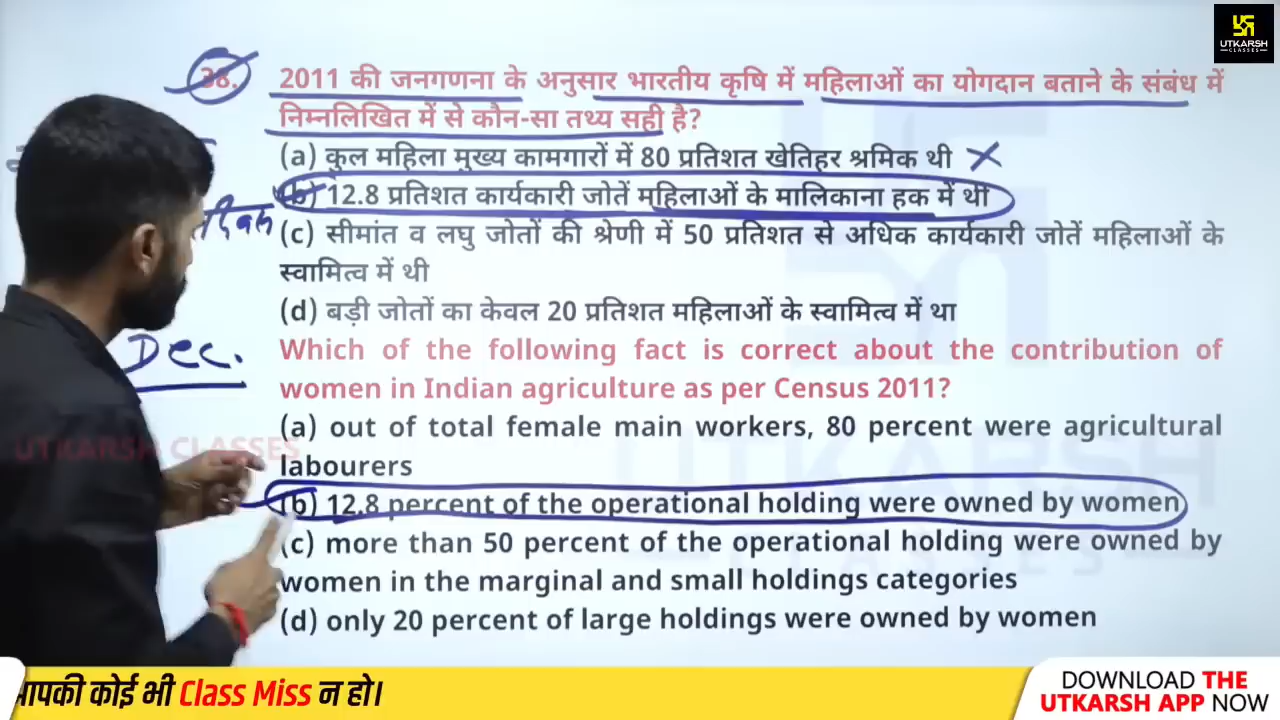 UTKARSH
CLASSES
38. 2011 की जनगणना के अनुसार भारतीय कृषि में महिलाओं का योगदान बताने के संबंध में
निम्नलिखित में से कौन-सा तथ्य सही है?
(a) कुल महिला मुख्य कामगारों में 80 प्रतिशत खेतिहर श्रमिक थी
(b) 12.8 प्रतिशत कार्यकारी जोतें महिलाओं के मालिकाना हक में थी
(c) सीमांत व लघु जोतों की श्रेणी में 50 प्रतिशत से अधिक कार्यकारी जोतें महिलाओं के
स्वामित्व में थी
(d) बड़ी जोतों का केवल 20 प्रतिशत महिलाओं के स्वामित्व में था
Dec.
Which of the following fact is correct about the contribution of
women in Indian agriculture as per Census 2011?
(a) out of total female main workers, 80 percent were agricultural
labourers
(b) 12.8 percent of the operational holding were owned by women
(c) more than 50 percent of the operational holding were owned by
women in the marginal and small holdings categories
(d) only 20 percent of large holdings were owned by women
UTKARSH CLASSES
आपकी कोई भी Class Miss न हो।
DOWNLOAD THE
UTKARSH APP NOW